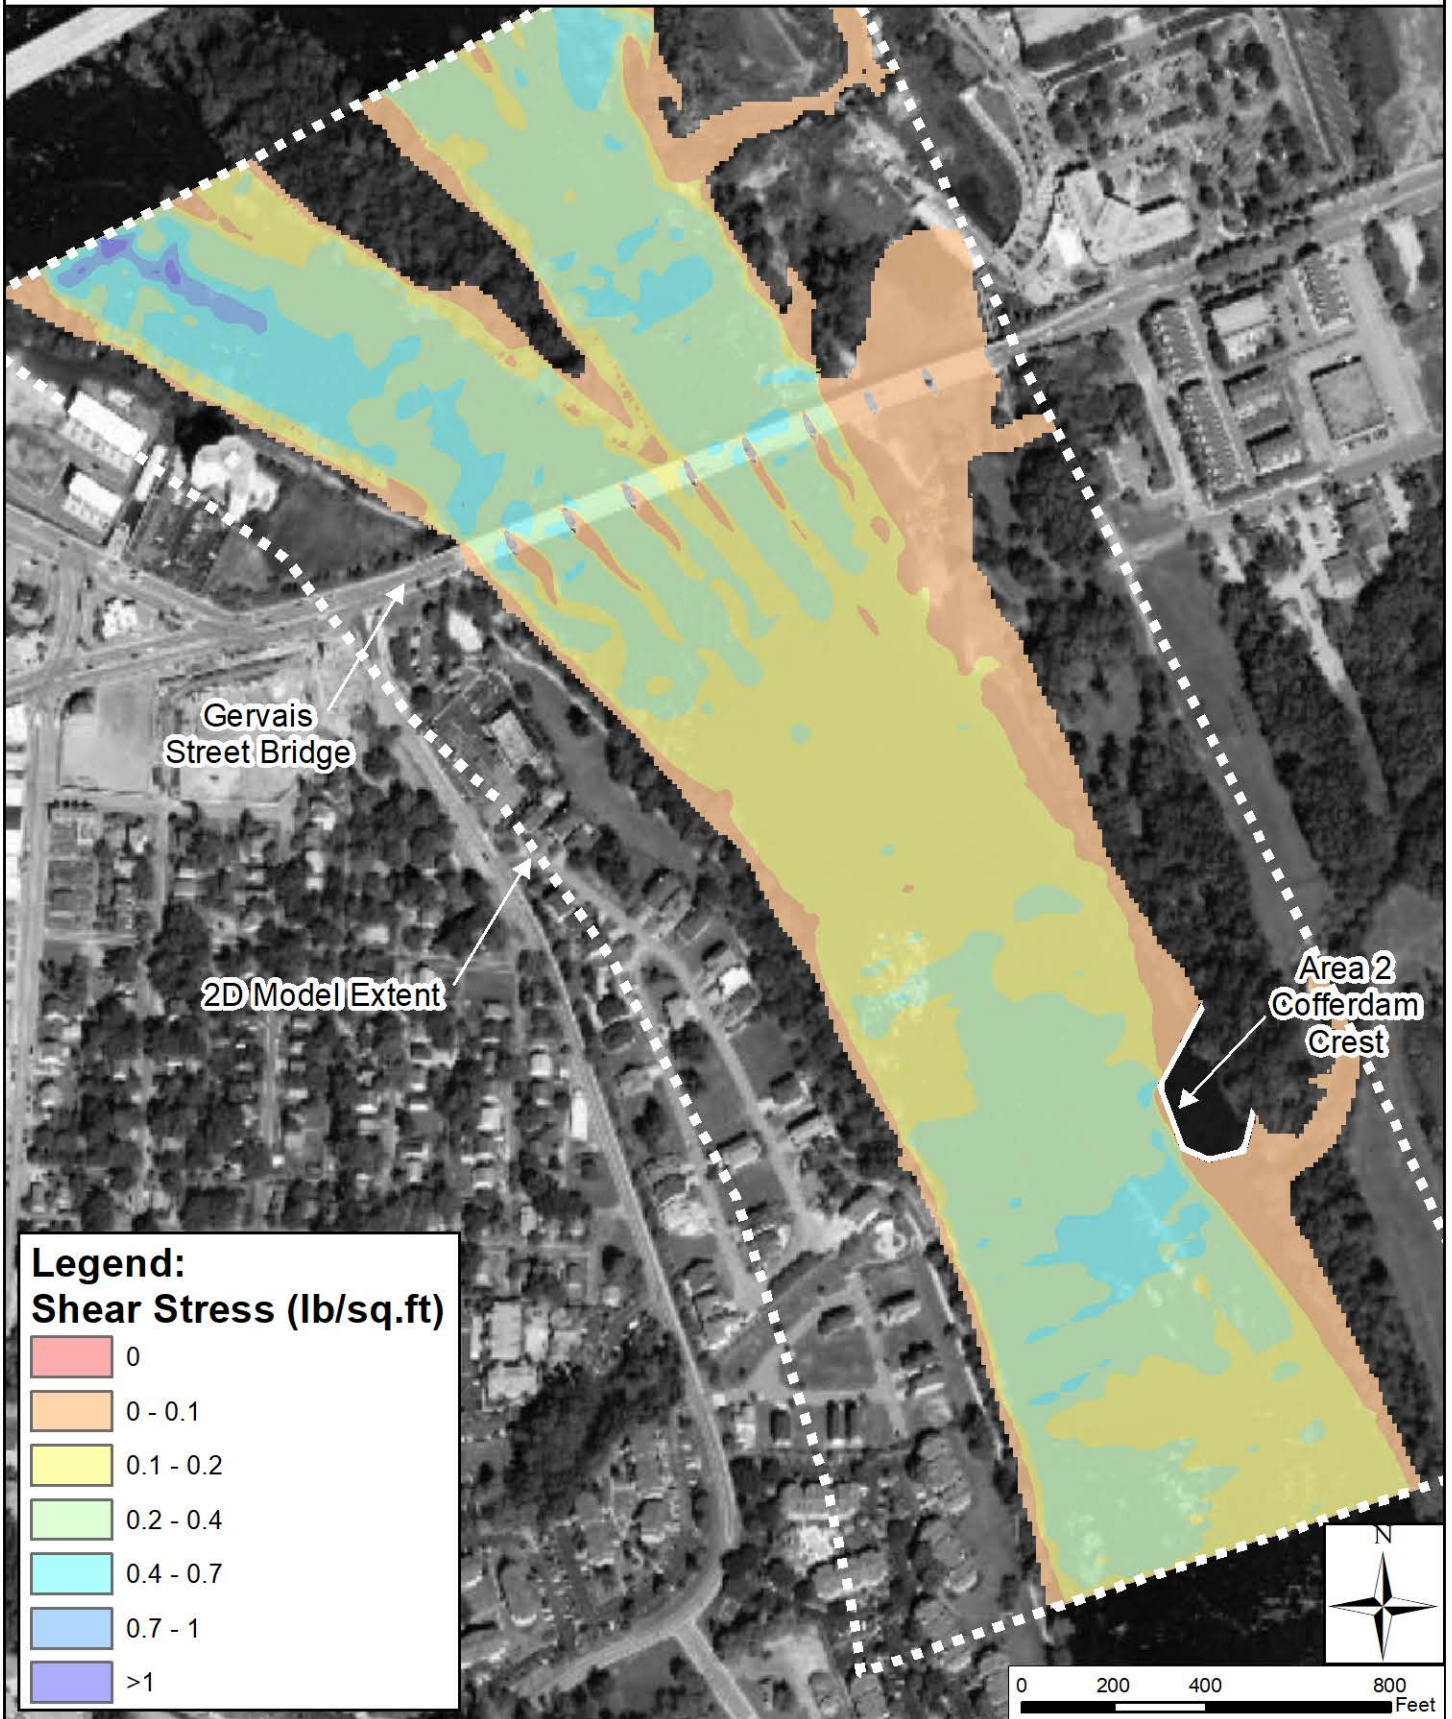 Gervais
Street Bridge
2D Model Extent
Area 2
Cofferdam
Crest
Legend:
Shear Stress (lb/sq.ft)
0
0 - 0.1
0.1 - 0.2
0.2 - 0.4
0.4 - 0.7
0.7 - 1
>1
N
0 200 400 800
Feet